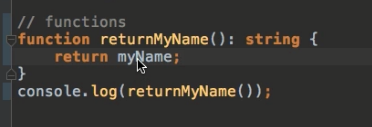 // functions
function returnMyName(): string {
    return myName;
}
console.log(returnMyName());